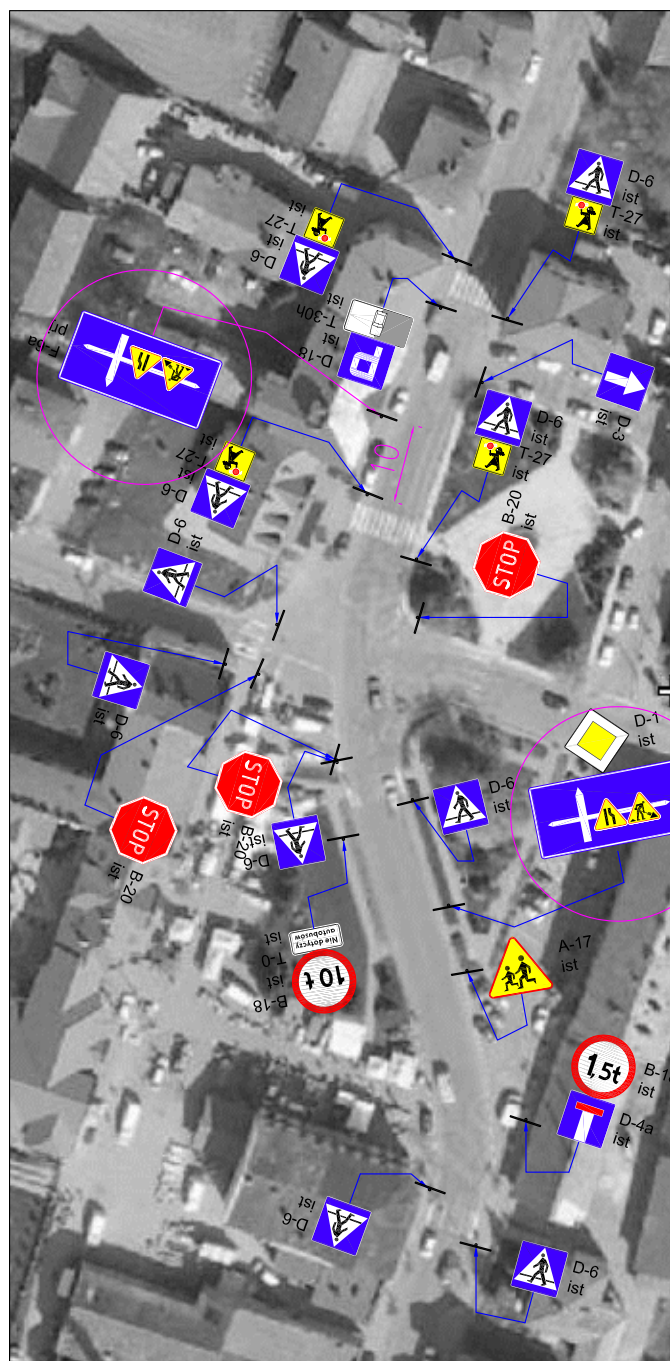 D-6
ist
T-27
ist
T-27
ist
D-6
ist
T-30h
ist
D-18
ist
P
F-6a
prj
D-3
ist
D-6
ist
T-27
ist
10
T-27
ist
D-6
ist
B-20
ist
STOP
D-6
ist
D-6
ist
D-1
ist
STOP
B-20
ist
D-6
ist
D-6
ist
STOP
B-20
ist
Nie dotyczy
autobusów
T-0
ist
10t
B-18
ist
A-17
ist
1,5t
B-1
ist
D-4a
ist
D-6
ist
D-6
ist